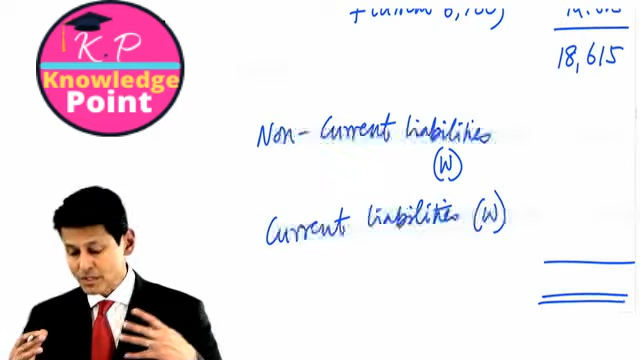 K.P
Knowledge
Point
18,615
Non-Current liabilities
(W)
Current liabilities (W)